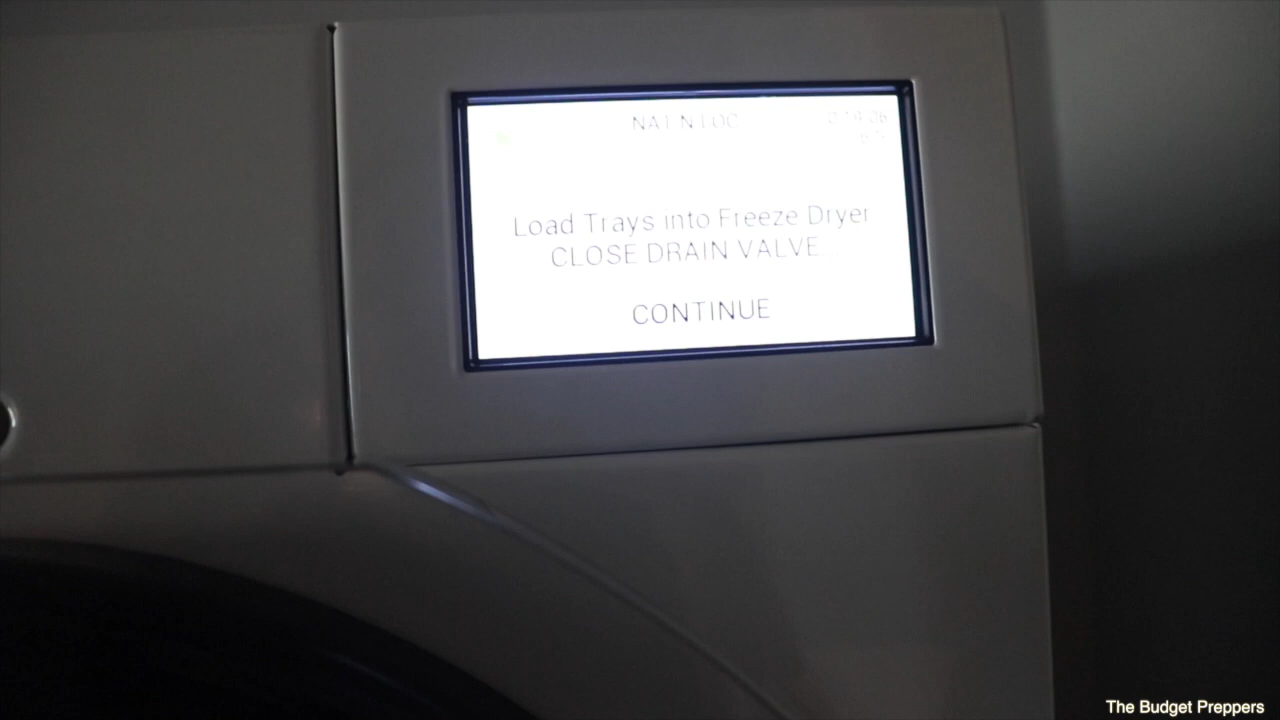 Load Trays into Freeze Dryer
CLOSE DRAIN VALVE
CONTINUE
The Budget Preppers